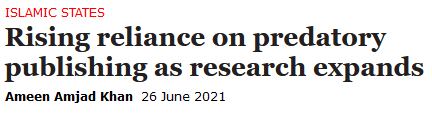 ISLAMIC STATES
Rising reliance on predatory
publishing as research expands
Ameen Amjad Khan 26 June 2021